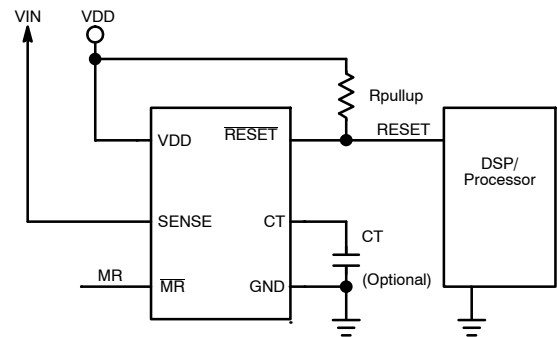 VIN
VDD
Rpullup
VDD
RESET
RESET
DSP/
Processor
SENSE
CT
CT
MR
MR
GND
(Optional)